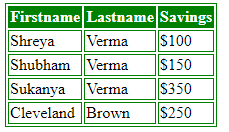 Firstname Lastname Savings
Shreya Verma $100
Shubham Verma $150
Sukanya Verma $350
Cleveland Brown $250